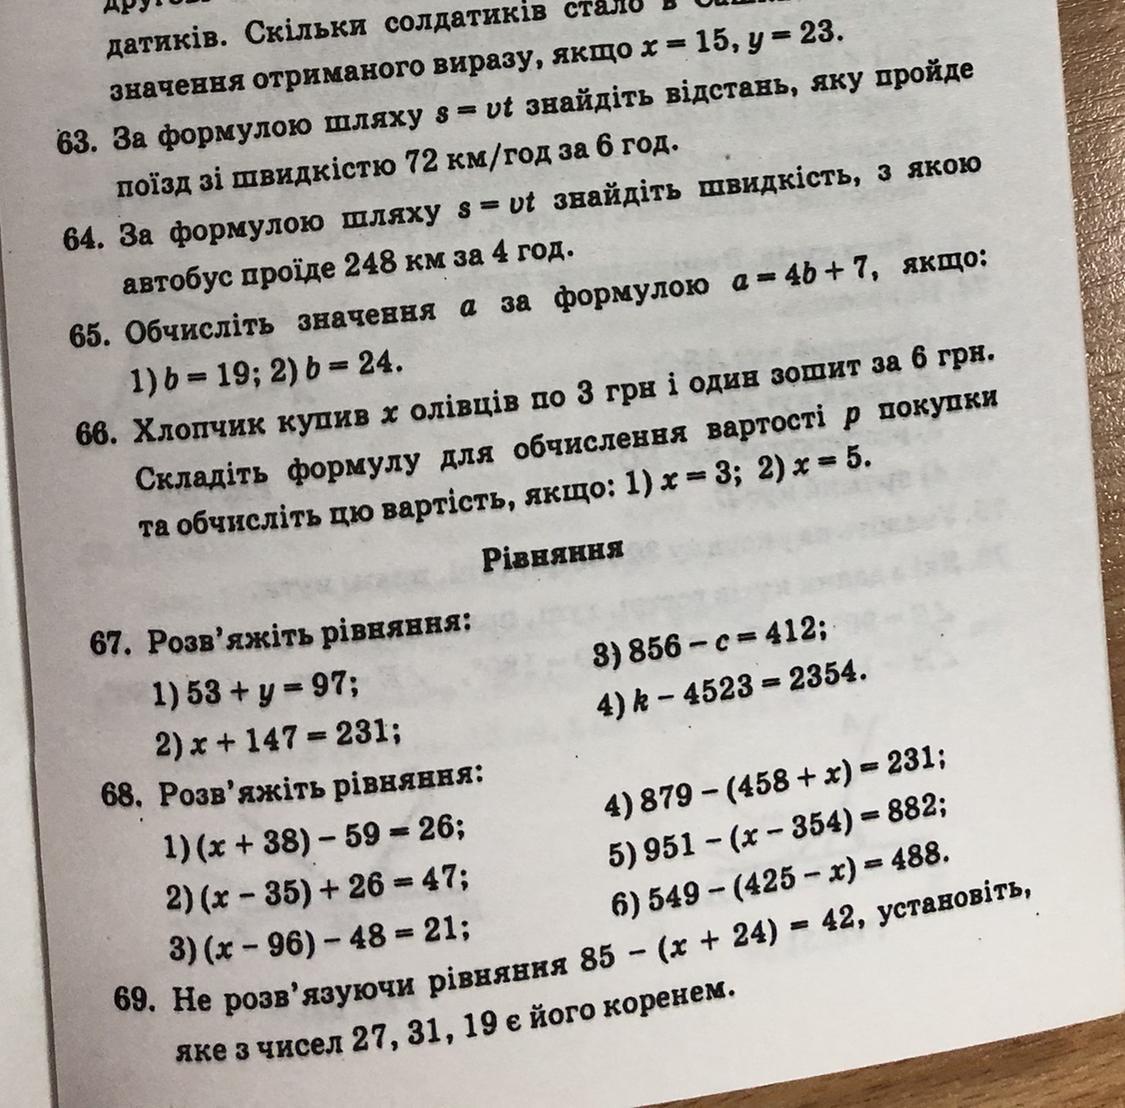 датиків. Скільки солдатиків стало в
значення отриманого виразу, якщо x = 15, y = 23.
63. За формулою шляху s = vt знайдіть відстань, яку пройде
поїзд зі швидкістю 72 км/год за 6 год.
64. За формулою шляху s = vt знайдіть швидкість, з якою
автобус проїде 248 км за 4 год.
65. Обчисліть значення a за формулою a = 4b + 7, якщо:
1) b = 19; 2) b = 24.
66. Хлопчик купив x олівців по 3 грн і один зошит за 6 грн.
Складіть формулу для обчислення вартості p покупки
та обчисліть цю вартість, якщо: 1) x = 3; 2) x = 5.
Рівняння
67. Розв’яжіть рівняння:
1) 53 + y = 97;
2) x + 147 = 231;
3) 856 – c = 412;
4) k – 4523 = 2354.
68. Розв’яжіть рівняння:
1) (x + 38) – 59 = 26;
2) (x – 35) + 26 = 47;
3) (x – 96) – 48 = 21;
4) 879 – (458 + x) = 231;
5) 951 – (x – 354) = 882;
6) 549 – (425 – x) = 488.
69. Не розв’язуючи рівняння 85 – (x + 24) = 42, установіть,
яке з чисел 27, 31, 19 є його коренем.